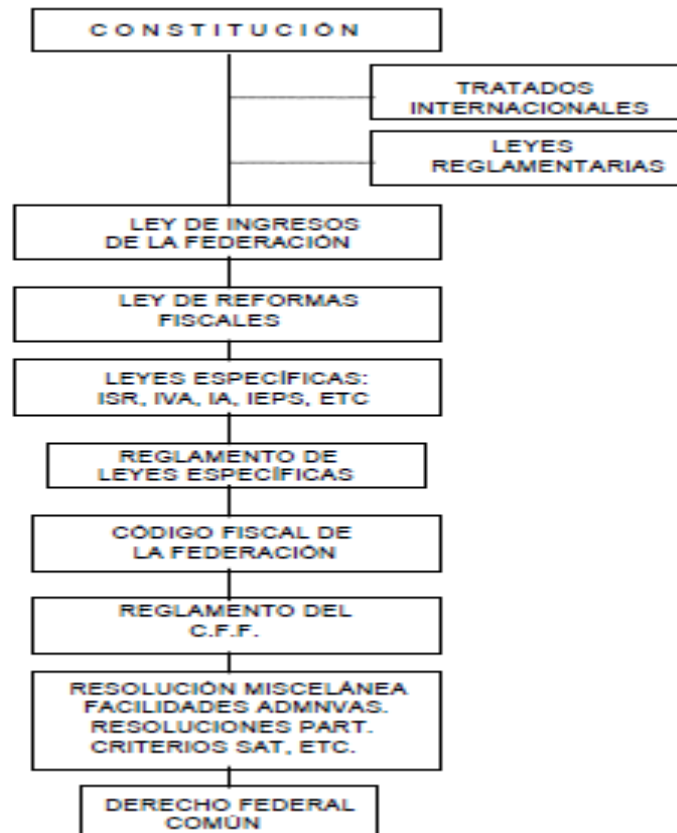 CONSTITUCIÓN
TRATADOS
INTERNACIONALES
LEYES
REGLAMENTARIAS
LEY DE INGRESOS
DE LA FEDERACIÓN
LEY DE REFORMAS
FISCALES
LEYES ESPECÍFICAS:
ISR, IVA, IA, IEPS, ETC
REGLAMENTO DE
LEYES ESPECÍFICAS
CÓDIGO FISCAL DE
LA FEDERACIÓN
REGLAMENTO DEL
C.F.F.
RESOLUCIÓN MISCELÁNEA
FACILIDADES ADMNVAS.
RESOLUCIONES PART.
CRITERIOS SAT, ETC.
DERECHO FEDERAL
COMÚN